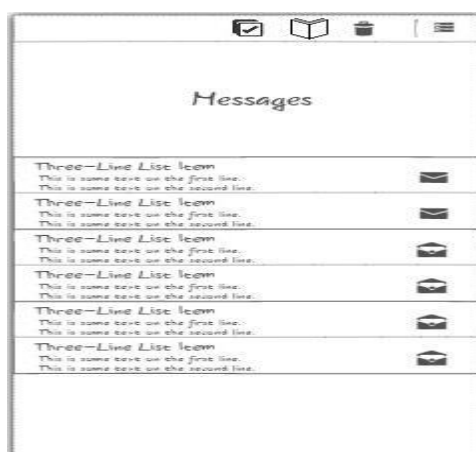 Messages
Three-Line List Item
This is some text on the first line.
This is some text on the second line.
Three-Line List Item
This is some text on the first line.
This is some text on the second line.
Three-Line List Item
This is some text on the first line.
This is some text on the second line.
Three-Line List Item
This is some text on the first line.
This is some text on the second line.
Three-Line List Item
This is some text on the first line.
This is some text on the second line.
Three-Line List Item
This is some text on the first line.
This is some text on the second line.